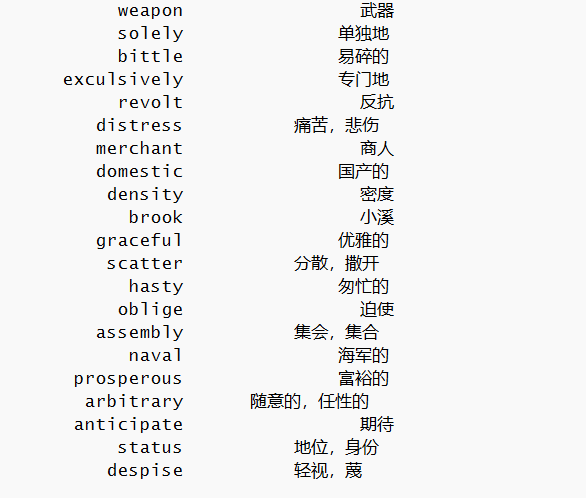 weapon 武器
solely 单独地
bittle 易碎的
exculsively 专门地
revolt 反抗
distress 痛苦，悲伤
merchant 商人
domestic 国产的
density 密度
brook 小溪
graceful 优雅的
scatter 分散，撒开
hasty 匆忙的
oblige 迫使
assembly 集会，集合
naval 海军的
prosperous 富裕的
arbitrary 随意的，任性的
anticipate 期待
status 地位，身份
despise 轻视，蔑